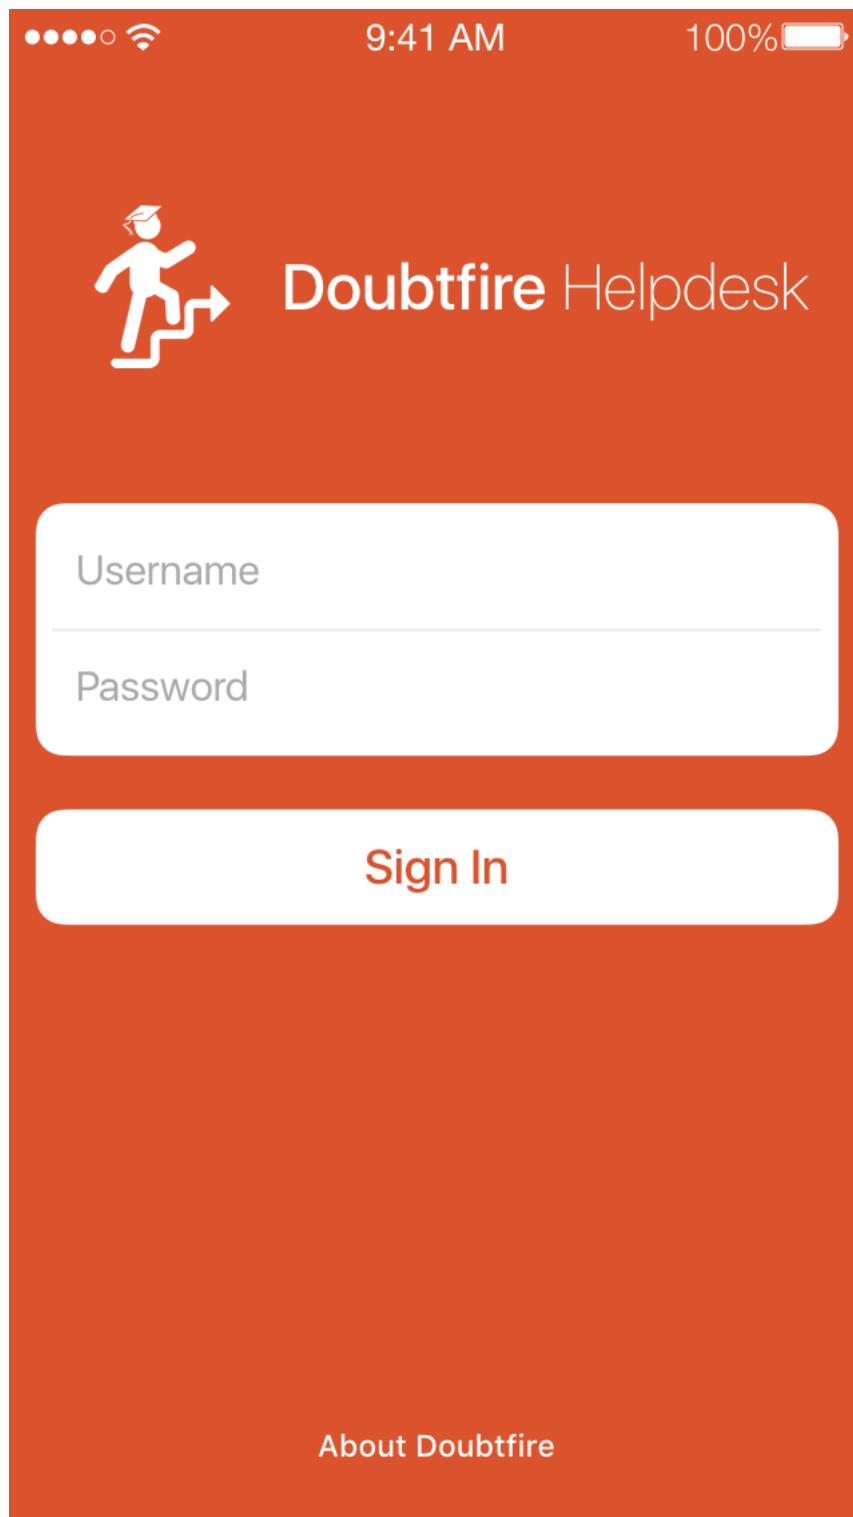 9:41 AM 100%
Doubtfire Helpdesk
Username
Password
Sign In
About Doubtfire